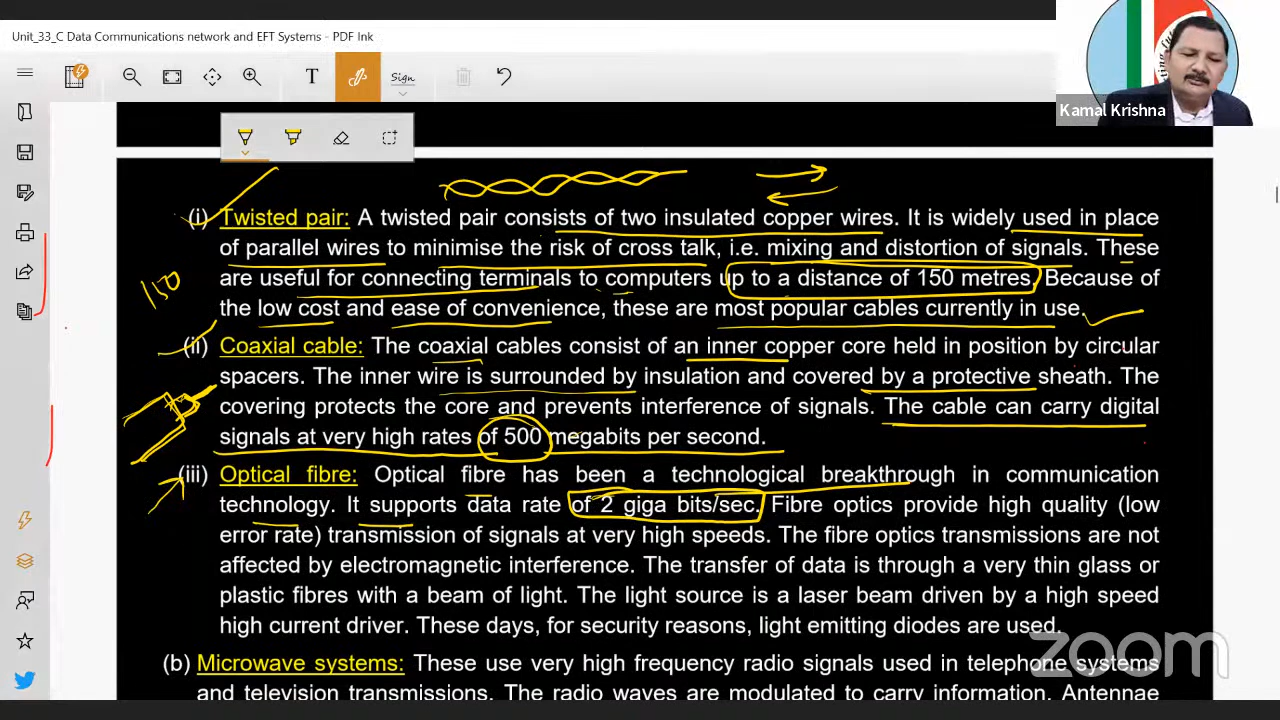 Unit_33_C Data Communications network and EFT Systems - PDF Ink
T
Sign
Kamal Krishna
(i) Twisted pair: A twisted pair consists of two insulated copper wires. It is widely used in place
of parallel wires to minimise the risk of cross talk, i.e. mixing and distortion of signals. These
are useful for connecting terminals to computers up to a distance of 150 metres. Because of
the low cost and ease of convenience, these are most popular cables currently in use.
150
(ii) Coaxial cable: The coaxial cables consist of an inner copper core held in position by circular
spacers. The inner wire is surrounded by insulation and covered by a protective sheath. The
covering protects the core and prevents interference of signals. The cable can carry digital
signals at very high rates of 500 megabits per second.
(iii) Optical fibre: Optical fibre has been a technological breakthrough in communication
technology. It supports data rate of 2 giga bits/sec. Fibre optics provide high quality (low
error rate) transmission of signals at very high speeds. The fibre optics transmissions are not
affected by electromagnetic interference. The transfer of data is through a very thin glass or
plastic fibres with a beam of light. The light source is a laser beam driven by a high speed
high current driver. These days, for security reasons, light emitting diodes are used.
zoom
(b) Microwave systems: These use very high frequency radio signals used in telephone systems
and television transmissions. The radio waves are modulated to carry information. Antennae